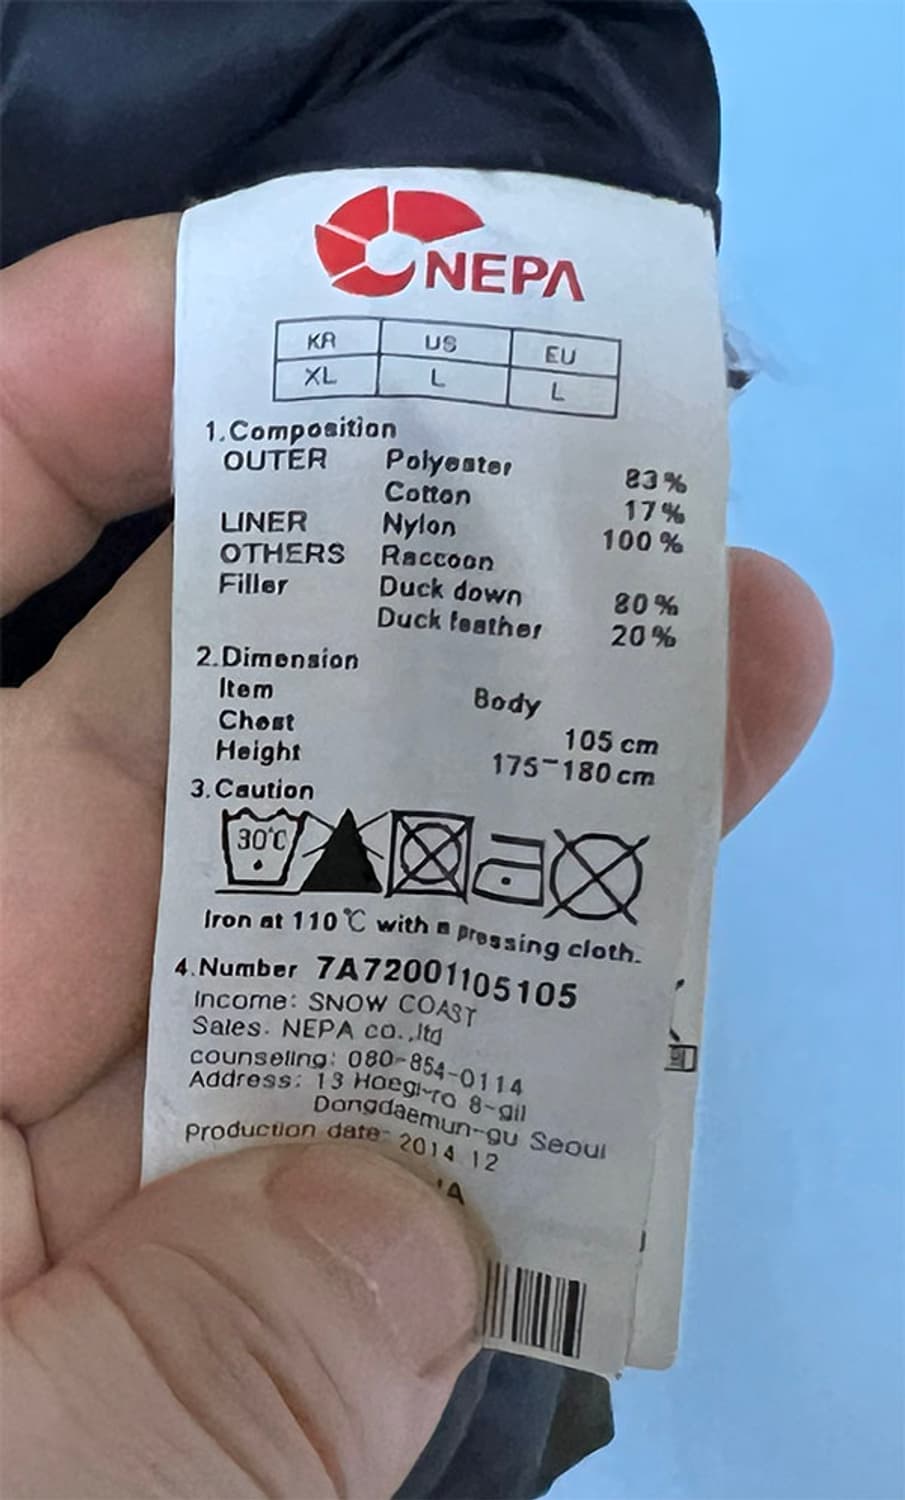 NEPA
KR US EU
XL L L
1.Composition
OUTER Polyester 83%
Cotton 17%
LINER Nylon 100%
OTHERS Raccoon
Filler Duck down 80%
Duck feather 20%
2.Dimension
Item Body
Chest 105 cm
Height 175-180 cm
3.Caution
30℃
Iron at 110℃ with a pressing cloth.
4.Number 7A72001105105
Income: SNOW COAST
Sales. NEPA co.,ltd
counseling: 080-854-0114
Address: 13 Hoegi-ro 8-gil
Dongdaemun-gu Seoul
Production date- 2014 12